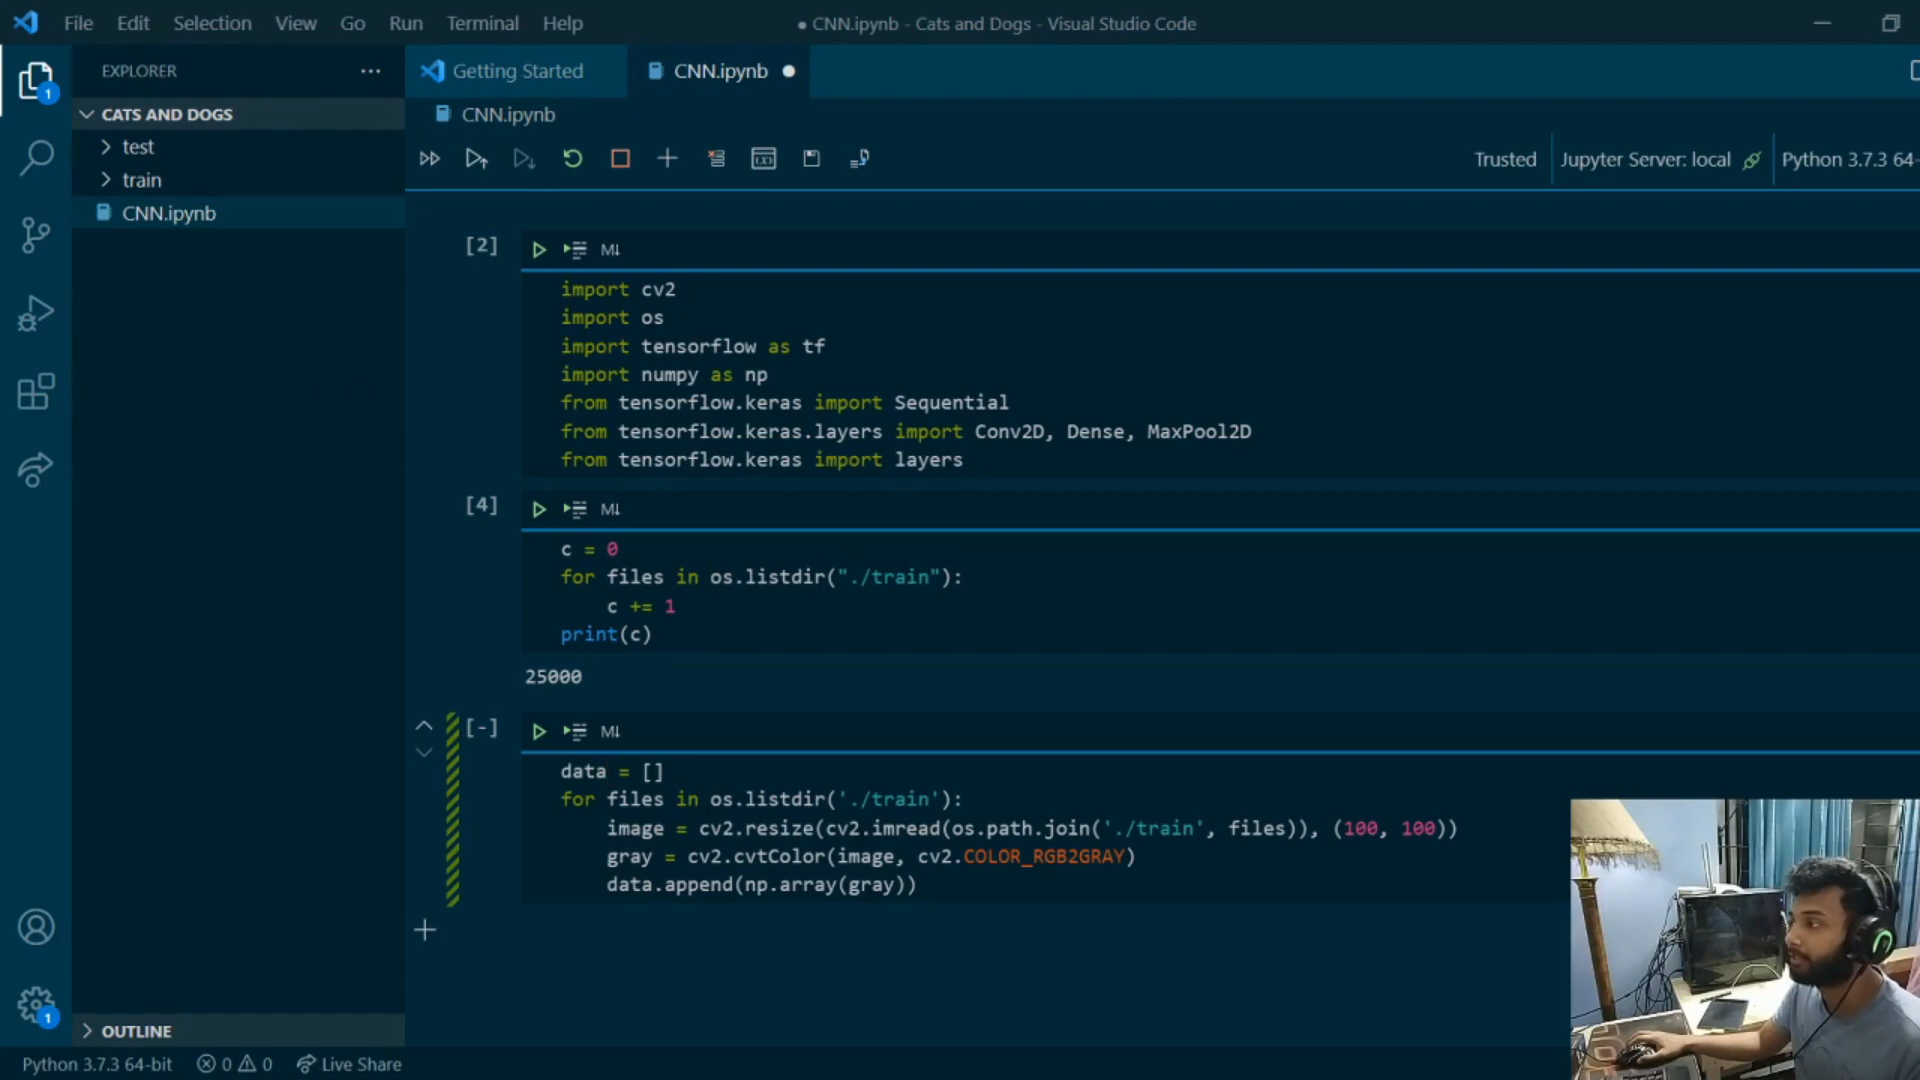 File Edit Selection View Go Run Terminal Help
● CNN.ipynb - Cats and Dogs - Visual Studio Code
EXPLORER
Getting Started
CNN.ipynb
CATS AND DOGS
test
train
CNN.ipynb
1
CNN.ipynb
Trusted
Jupyter Server: local
Python 3.7.3 64-
[2]
M↓
import cv2
import os
import tensorflow as tf
import numpy as np
from tensorflow.keras import Sequential
from tensorflow.keras.layers import Conv2D, Dense, MaxPool2D
from tensorflow.keras import layers
[4]
M↓
c = 0
for files in os.listdir("./train"):
c += 1
print(c)
25000
[-]
M↓
data = []
for files in os.listdir('./train'):
image = cv2.resize(cv2.imread(os.path.join('./train', files)), (100, 100))
gray = cv2.cvtColor(image, cv2.COLOR_RGB2GRAY)
data.append(np.array(gray))
1
OUTLINE
Python 3.7.3 64-bit
0
0
Live Share